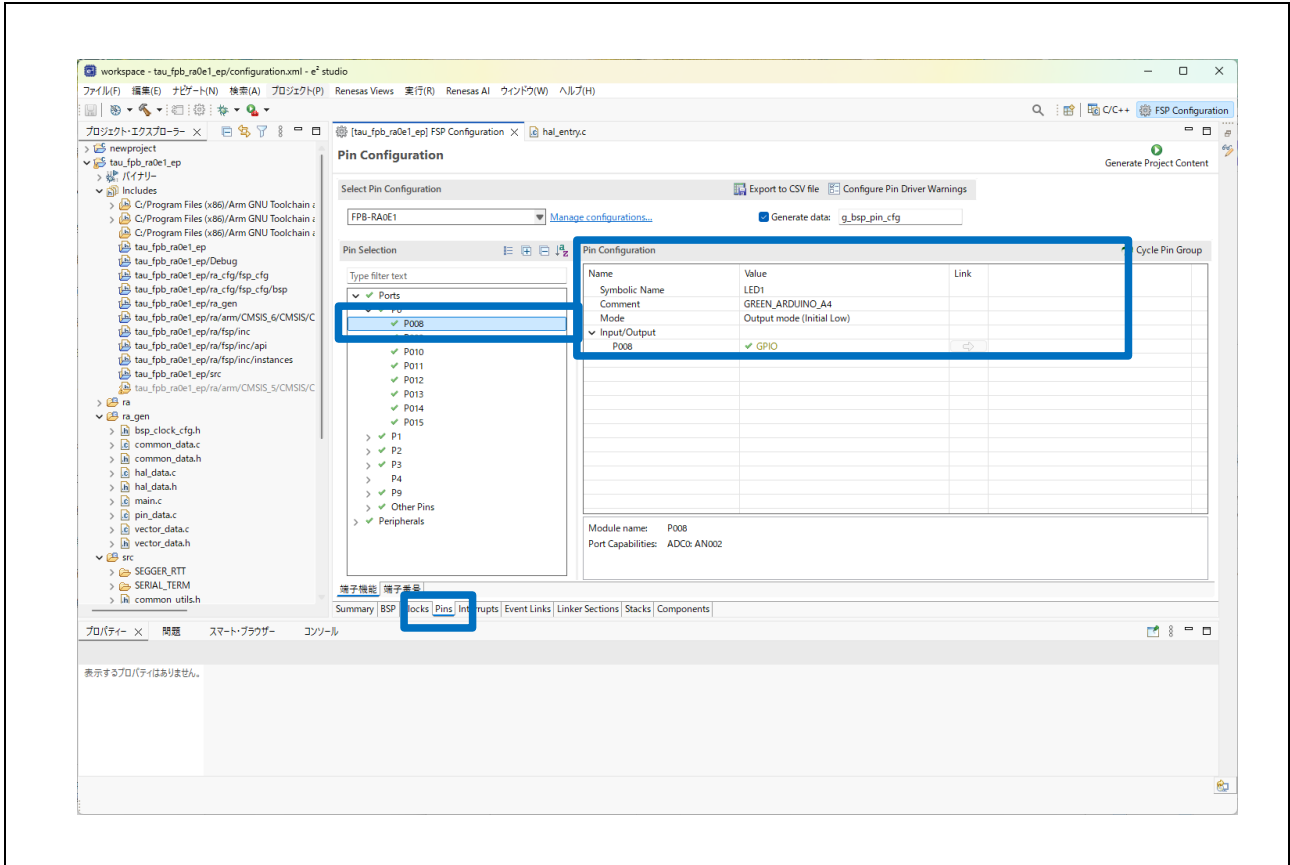 workspace - tau_fpb_ra0e1_ep/configuration.xml - e² studio
ファイル(F) 編集(E) ナビゲート(N) 検索(A) プロジェクト(P) Renesas Views 実行(R) Renesas AI ウィンドウ(W) ヘルプ(H)
C/C++ FSP Configuration
プロジェクト・エクスプローラー
[tau_fpb_ra0e1_ep] FSP Configuration hal_entry.c
newproject
tau_fpb_ra0e1_ep
バイナリー
Includes
C:/Program Files (x86)/Arm GNU Toolchain a
C:/Program Files (x86)/Arm GNU Toolchain a
C:/Program Files (x86)/Arm GNU Toolchain a
tau_fpb_ra0e1_ep
tau_fpb_ra0e1_ep/Debug
tau_fpb_ra0e1_ep/ra_cfg/fsp_cfg
tau_fpb_ra0e1_ep/ra_cfg/fsp_cfg/bsp
tau_fpb_ra0e1_ep/ra_gen
tau_fpb_ra0e1_ep/ra/arm/CMSIS_6/CMSIS/C
tau_fpb_ra0e1_ep/ra/fsp/inc
tau_fpb_ra0e1_ep/ra/fsp/inc/api
tau_fpb_ra0e1_ep/ra/fsp/inc/instances
tau_fpb_ra0e1_ep/src
tau_fpb_ra0e1_ep/ra/arm/CMSIS_5/CMSIS/C
ra
ra_gen
bsp_clock_cfg.h
common_data.c
common_data.h
hal_data.c
hal_data.h
main.c
pin_data.c
vector_data.c
vector_data.h
src
SEGGER_RTT
SERIAL_TERM
common utils.h
Pin Configuration
Generate Project Content
Select Pin Configuration
Export to CSV file Configure Pin Driver Warnings
FPB-RA0E1 Manage configurations... Generate data: g_bsp_pin_cfg
Pin Selection
Type filter text
Ports
P0
P008
P010
P011
P012
P013
P014
P015
P1
P2
P3
P4
P9
Other Pins
Peripherals
Pin Configuration Cycle Pin Group
Name Value Link
Symbolic Name LED1
Comment GREEN_ARDUINO_A4
Mode Output mode (Initial Low)
Input/Output
P008 GPIO
Module name: P008
Port Capabilities: ADC0: AN002
端子機能 端子番号
Summary BSP Clocks Pins Interrupts Event Links Linker Sections Stacks Components
プロパティー 問題 スマート・ブラウザー コンソール
表示するプロパティはありません。